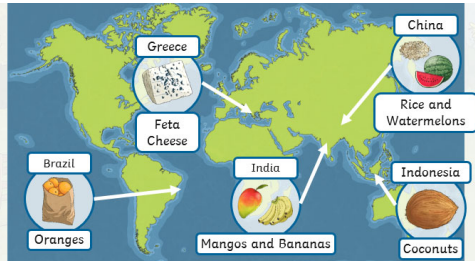 Greece
Feta
Cheese
China
Rice and
Watermelons
Brazil
Oranges
India
Mangos and Bananas
Indonesia
Coconuts